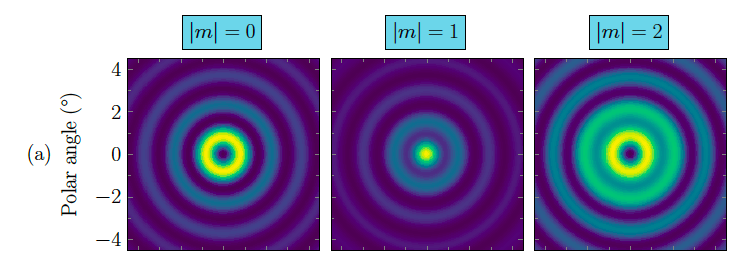 |m| = 0
|m| = 1
|m| = 2
(a)
Polar angle (°)
4
2
0
−2
−4